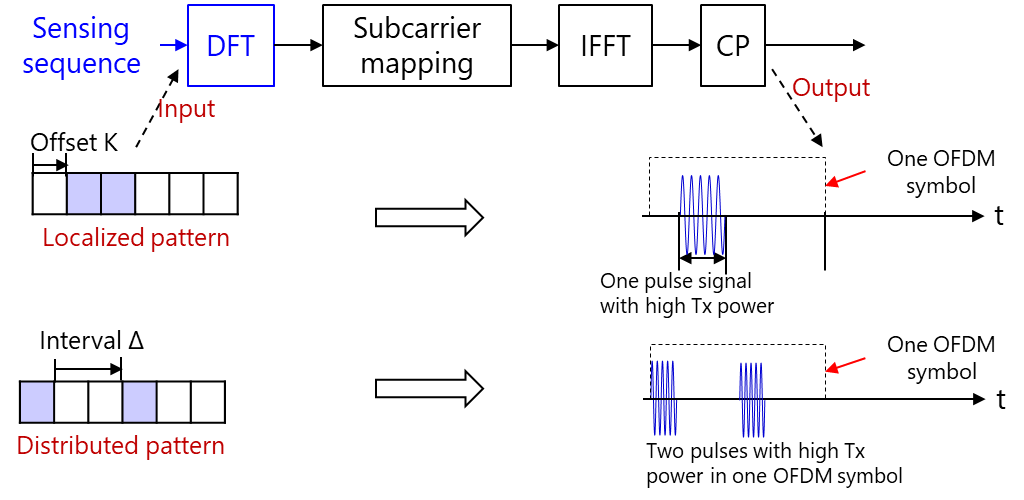 Sensing
sequence
DFT
Subcarrier
mapping
IFFT
CP
Input
Output
Offset K
Localized pattern
One OFDM
symbol
t
One pulse signal
with high Tx power
Interval Δ
Distributed pattern
One OFDM
symbol
t
Two pulses with high Tx
power in one OFDM symbol